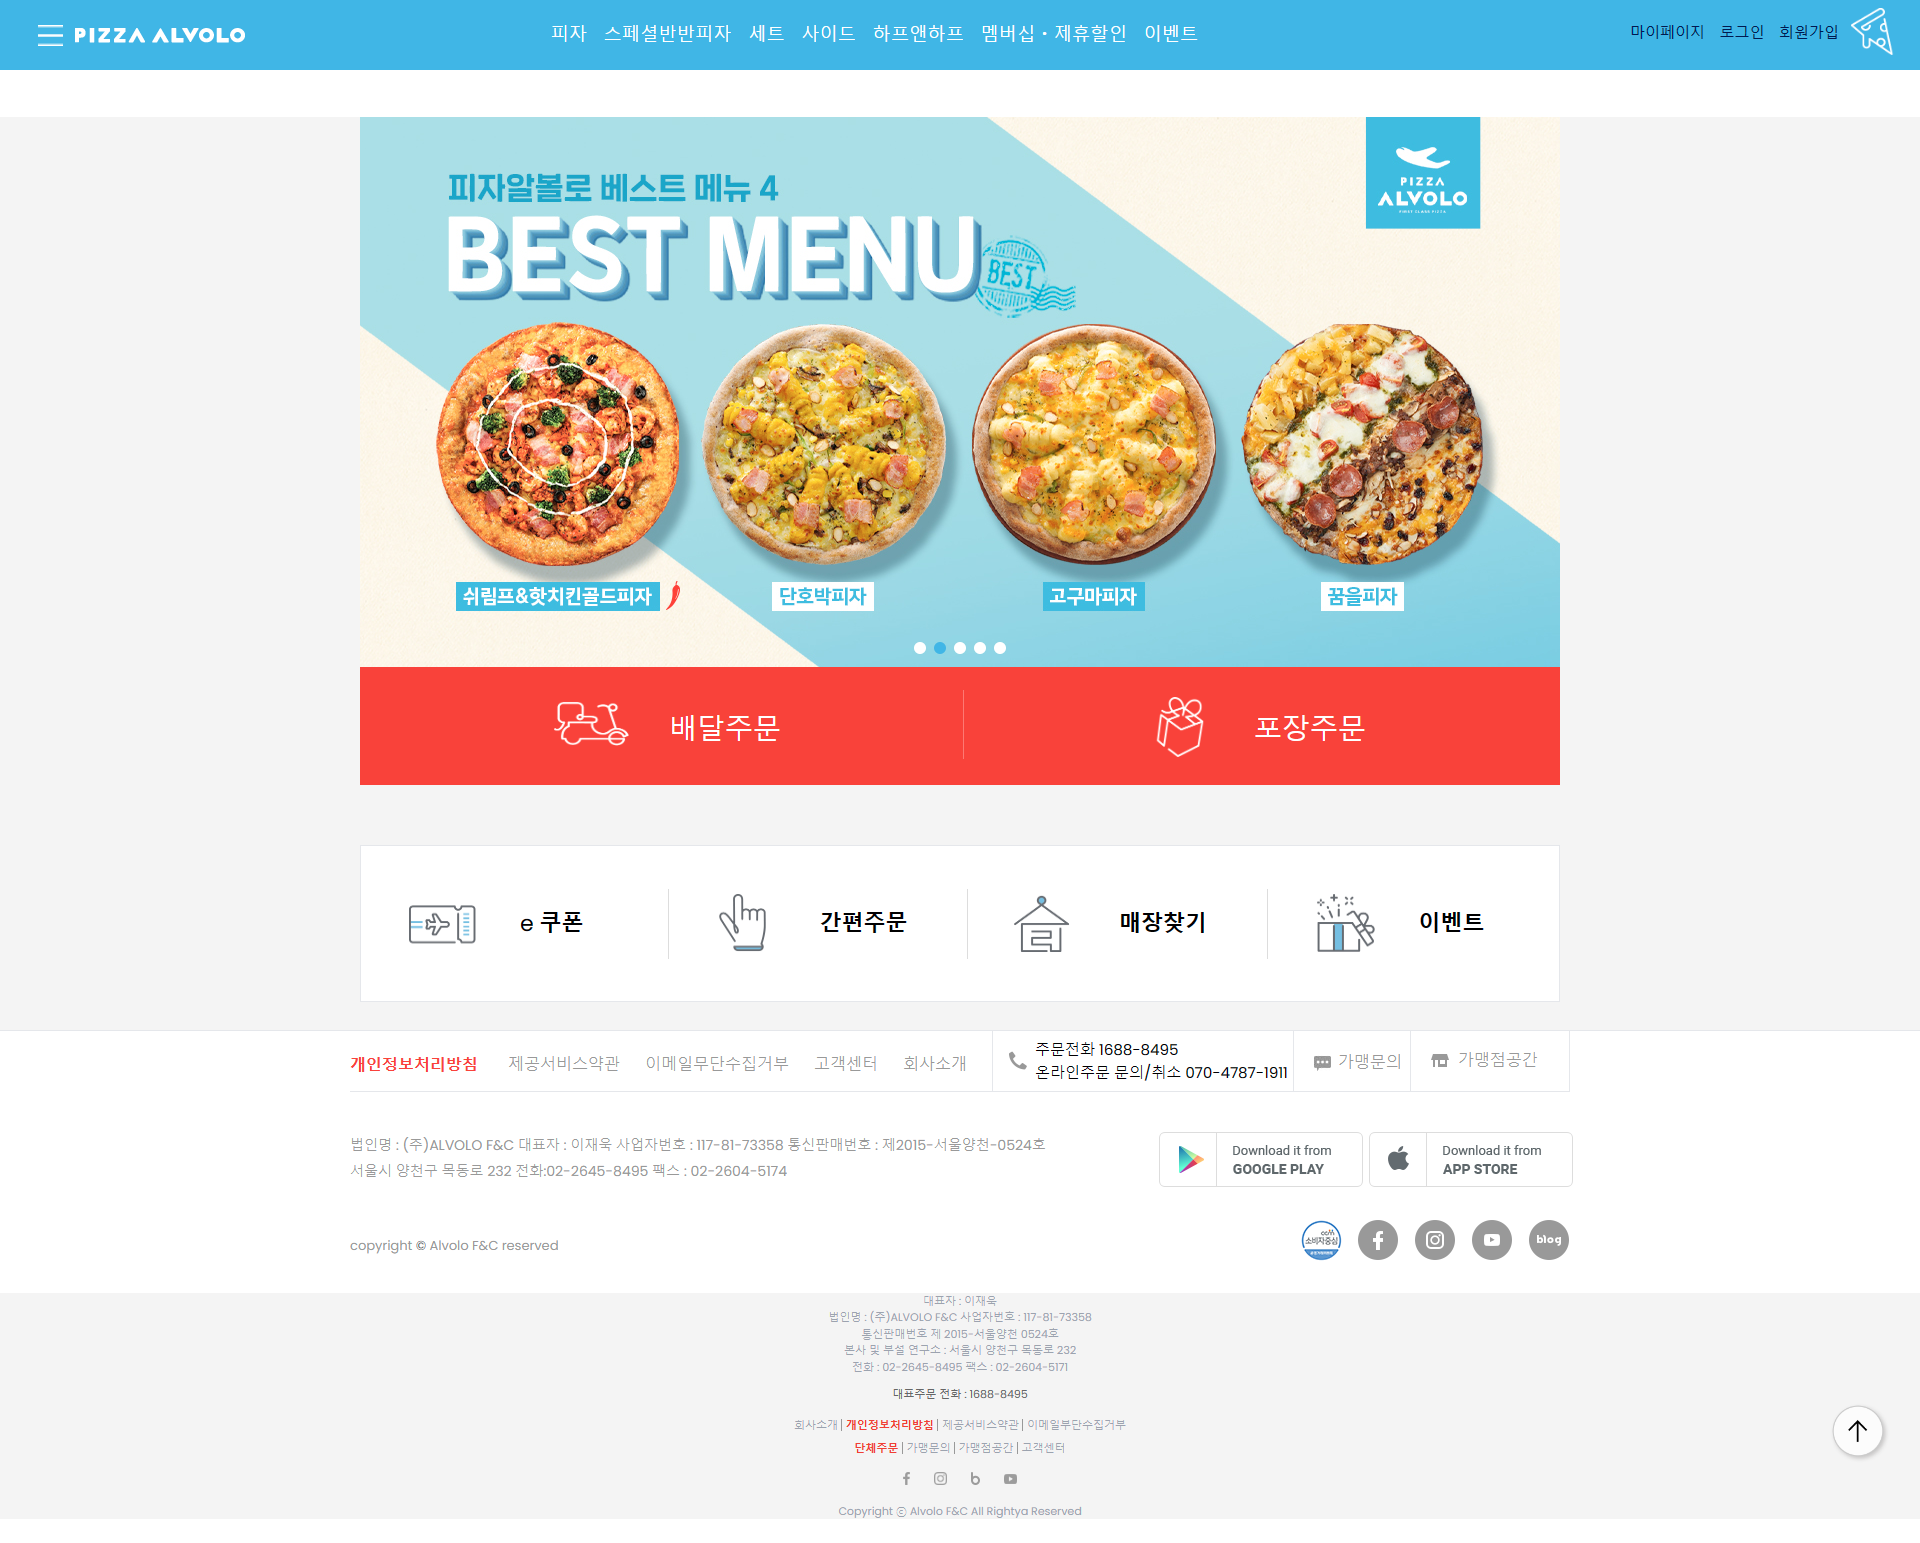 PIZZA ALVOLO
피자 스페셜반반피자 세트 사이드 하프앤하프 멤버십・제휴할인 이벤트
마이페이지 로그인 회원가입
피자알볼로 베스트 메뉴 4
BEST MENU
BEST
PIZZA
ALVOLO
FIRST CLASS PIZZA
쉬림프&핫치킨골드피자
단호박피자
고구마피자
꿈을피자
배달주문
포장주문
e 쿠폰
간편주문
매장찾기
이벤트
개인정보처리방침 제공서비스약관 이메일무단수집거부 고객센터 회사소개
주문전화 1688-8495
온라인주문 문의/취소 070-4787-1911
가맹문의
가맹점공간
법인명 : (주)ALVOLO F&C 대표자 : 이재욱 사업자번호 : 117-81-73358 통신판매번호 : 제2015-서울양천-0524호
서울시 양천구 목동로 232 전화:02-2645-8495 팩스 : 02-2604-5174
Download it from
GOOGLE PLAY
Download it from
APP STORE
copyright © Alvolo F&C reserved
ccm
소비자중심
blog
대표자 : 이재욱
법인명 : (주)ALVOLO F&C 사업자번호 : 117-81-73358
통신판매번호 제 2015-서울양천 0524호
본사 및 부설 연구소 : 서울시 양천구 목동로 232
전화 : 02-2645-8495 팩스 : 02-2604-5171
대표주문 전화 : 1688-8495
회사소개 | 개인정보처리방침 | 제공서비스약관 | 이메일부단수집거부
단체주문 | 가맹문의 | 가맹점공간 | 고객센터
Copyright ⓒ Alvolo F&C All Rightya Reserved